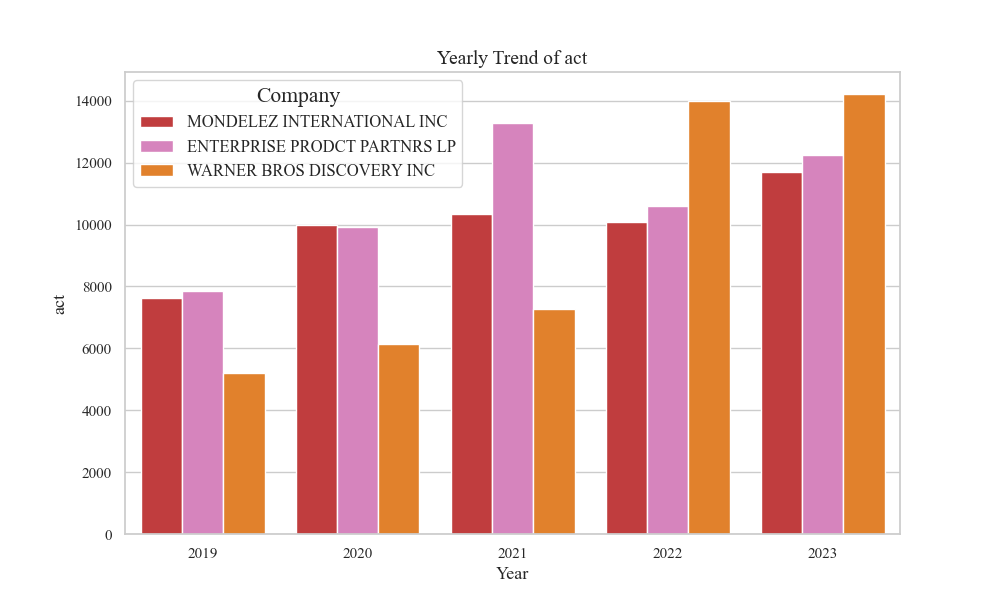 Yearly Trend of act
Company
MONDELEZ INTERNATIONAL INC
ENTERPRISE PRODCT PARTNRS LP
WARNER BROS DISCOVERY INC
14000
12000
10000
8000
6000
4000
2000
0
act
2019 2020 2021 2022 2023
Year